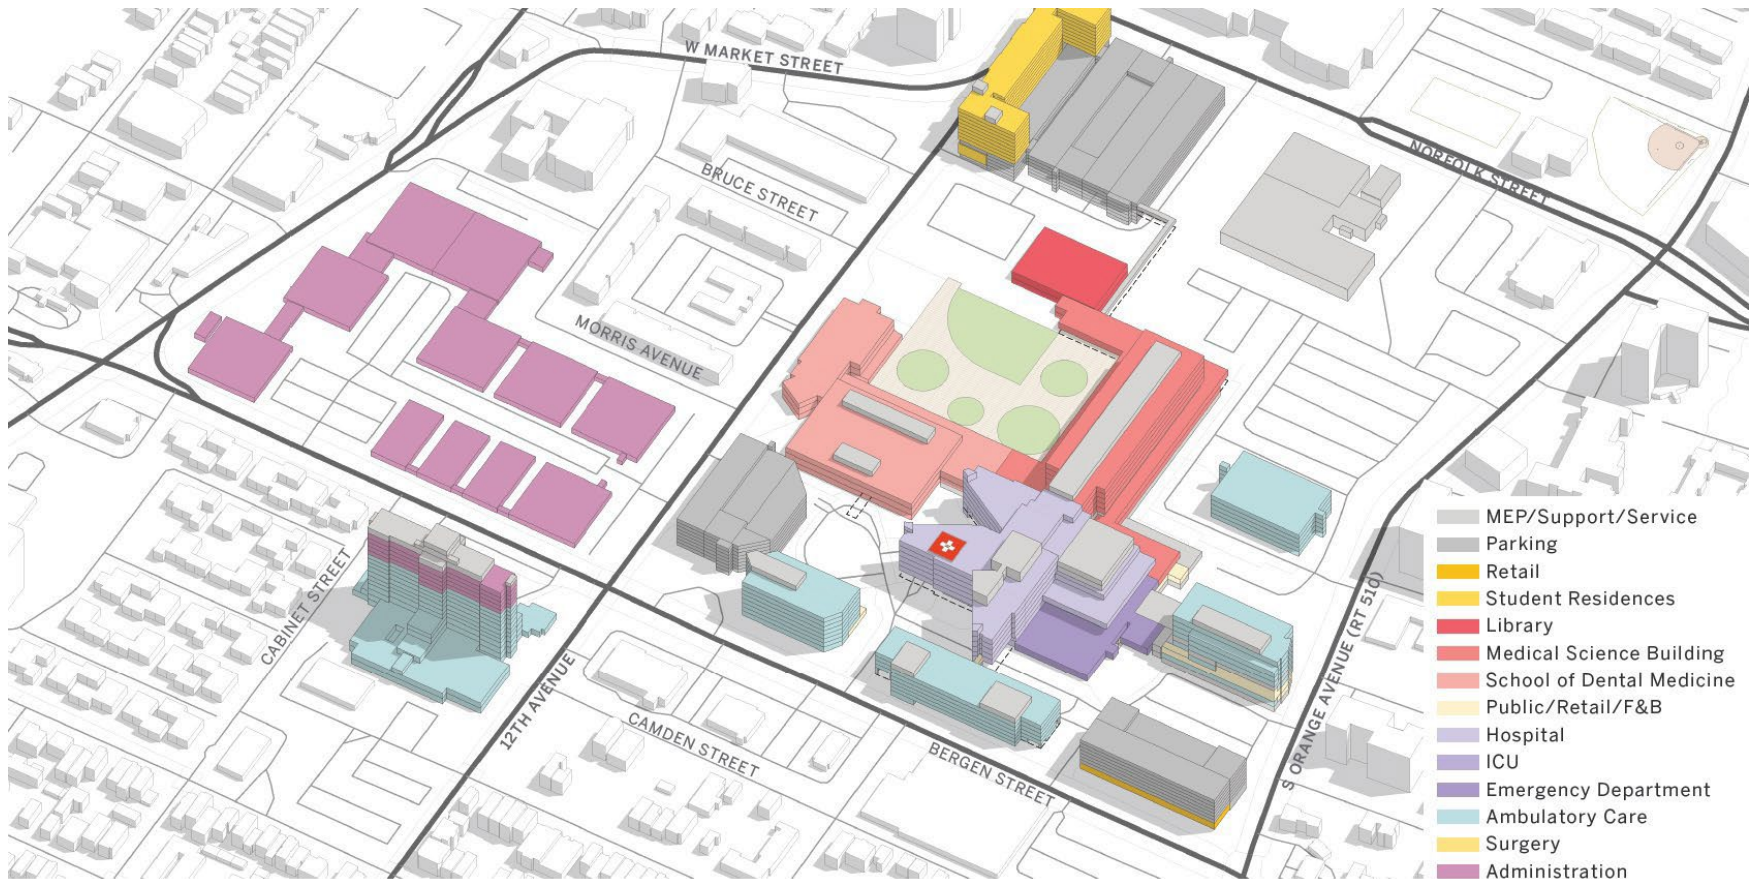 W MARKET STREET
NORFOLK STREET
BRUCE STREET
MORRIS AVENUE
CABINET STREET
12TH AVENUE
CAMDEN STREET
BERGEN STREET
S ORANGE AVENUE (RT 510)
MEP/Support/Service
Parking
Retail
Student Residences
Library
Medical Science Building
School of Dental Medicine
Public/Retail/F&B
Hospital
ICU
Emergency Department
Ambulatory Care
Surgery
Administration